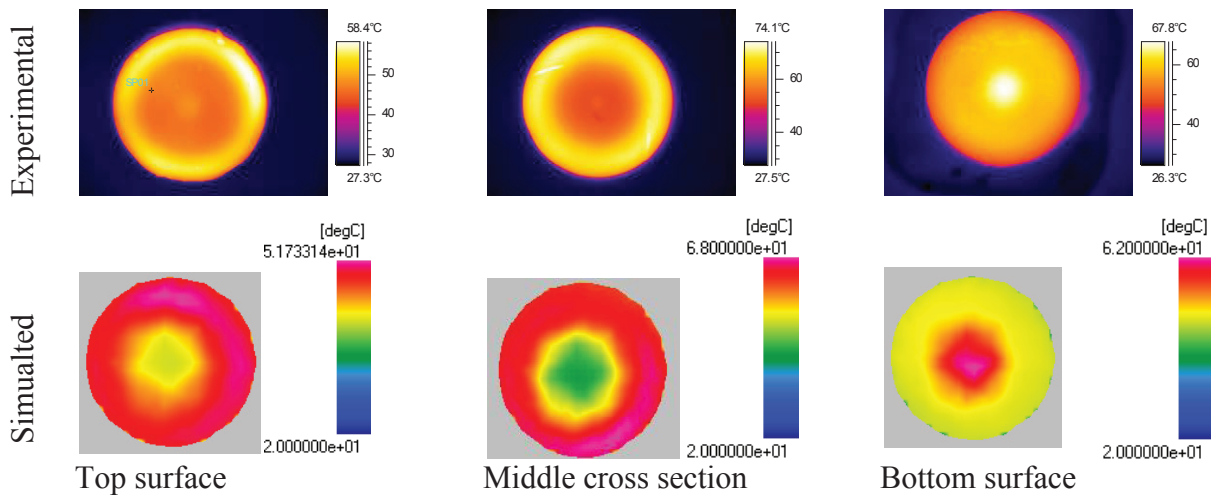 Experimental
58.4°C
50
40
30
27.3°C
SP01
74.1°C
60
40
27.5°C
67.8°C
60
40
26.3°C
Simualted
[degC]
5.173314e+01
2.000000e+01
[degC]
6.800000e+01
2.000000e+01
[degC]
6.200000e+01
2.000000e+01
Top surface
Middle cross section
Bottom surface